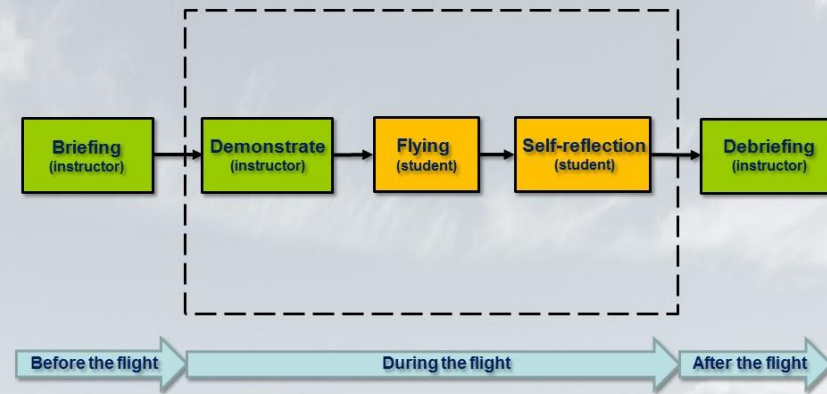 Briefing
(instructor)
Demonstrate
(instructor)
Flying
(student)
Self-reflection
(student)
Debriefing
(instructor)
Before the flight
During the flight
After the flight